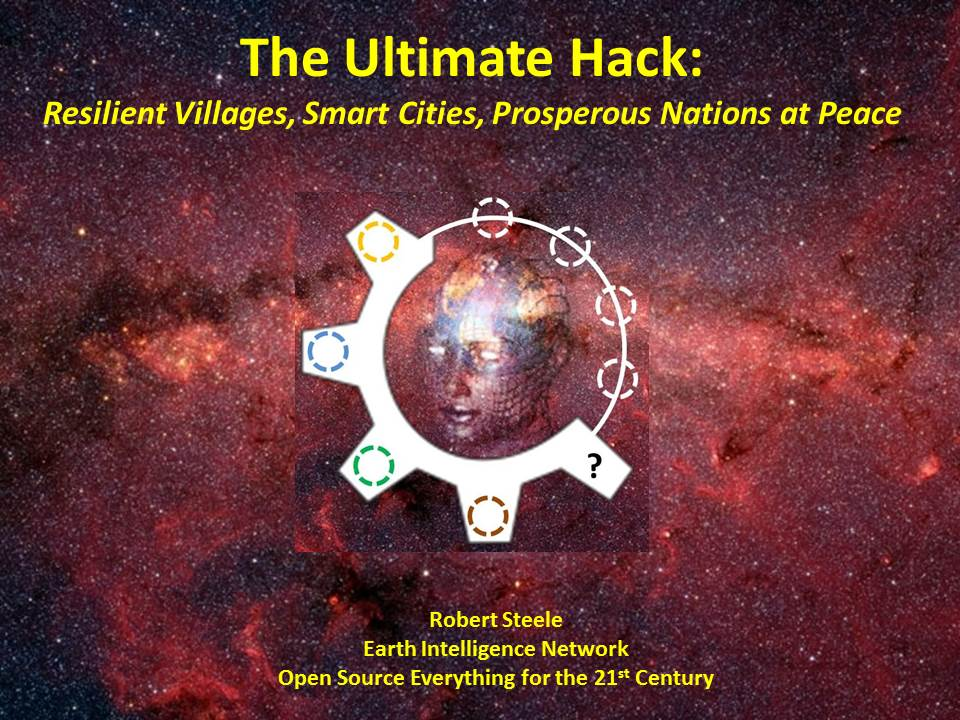 The Ultimate Hack:
Resilient Villages, Smart Cities, Prosperous Nations at Peace
?
Robert Steele
Earth Intelligence Network
Open Source Everything for the 21st Century